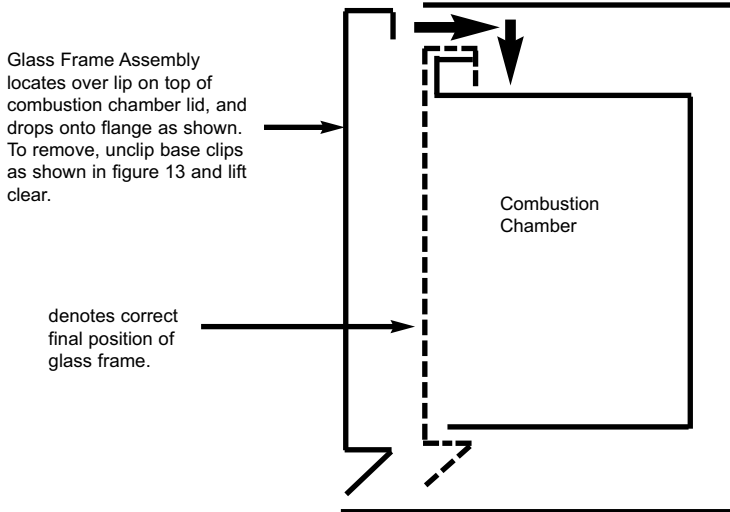 Glass Frame Assembly
locates over lip on top of
combustion chamber lid, and
drops onto flange as shown.
To remove, unclip base clips
as shown in figure 13 and lift
clear.
Combustion
Chamber
denotes correct
final position of
glass frame.